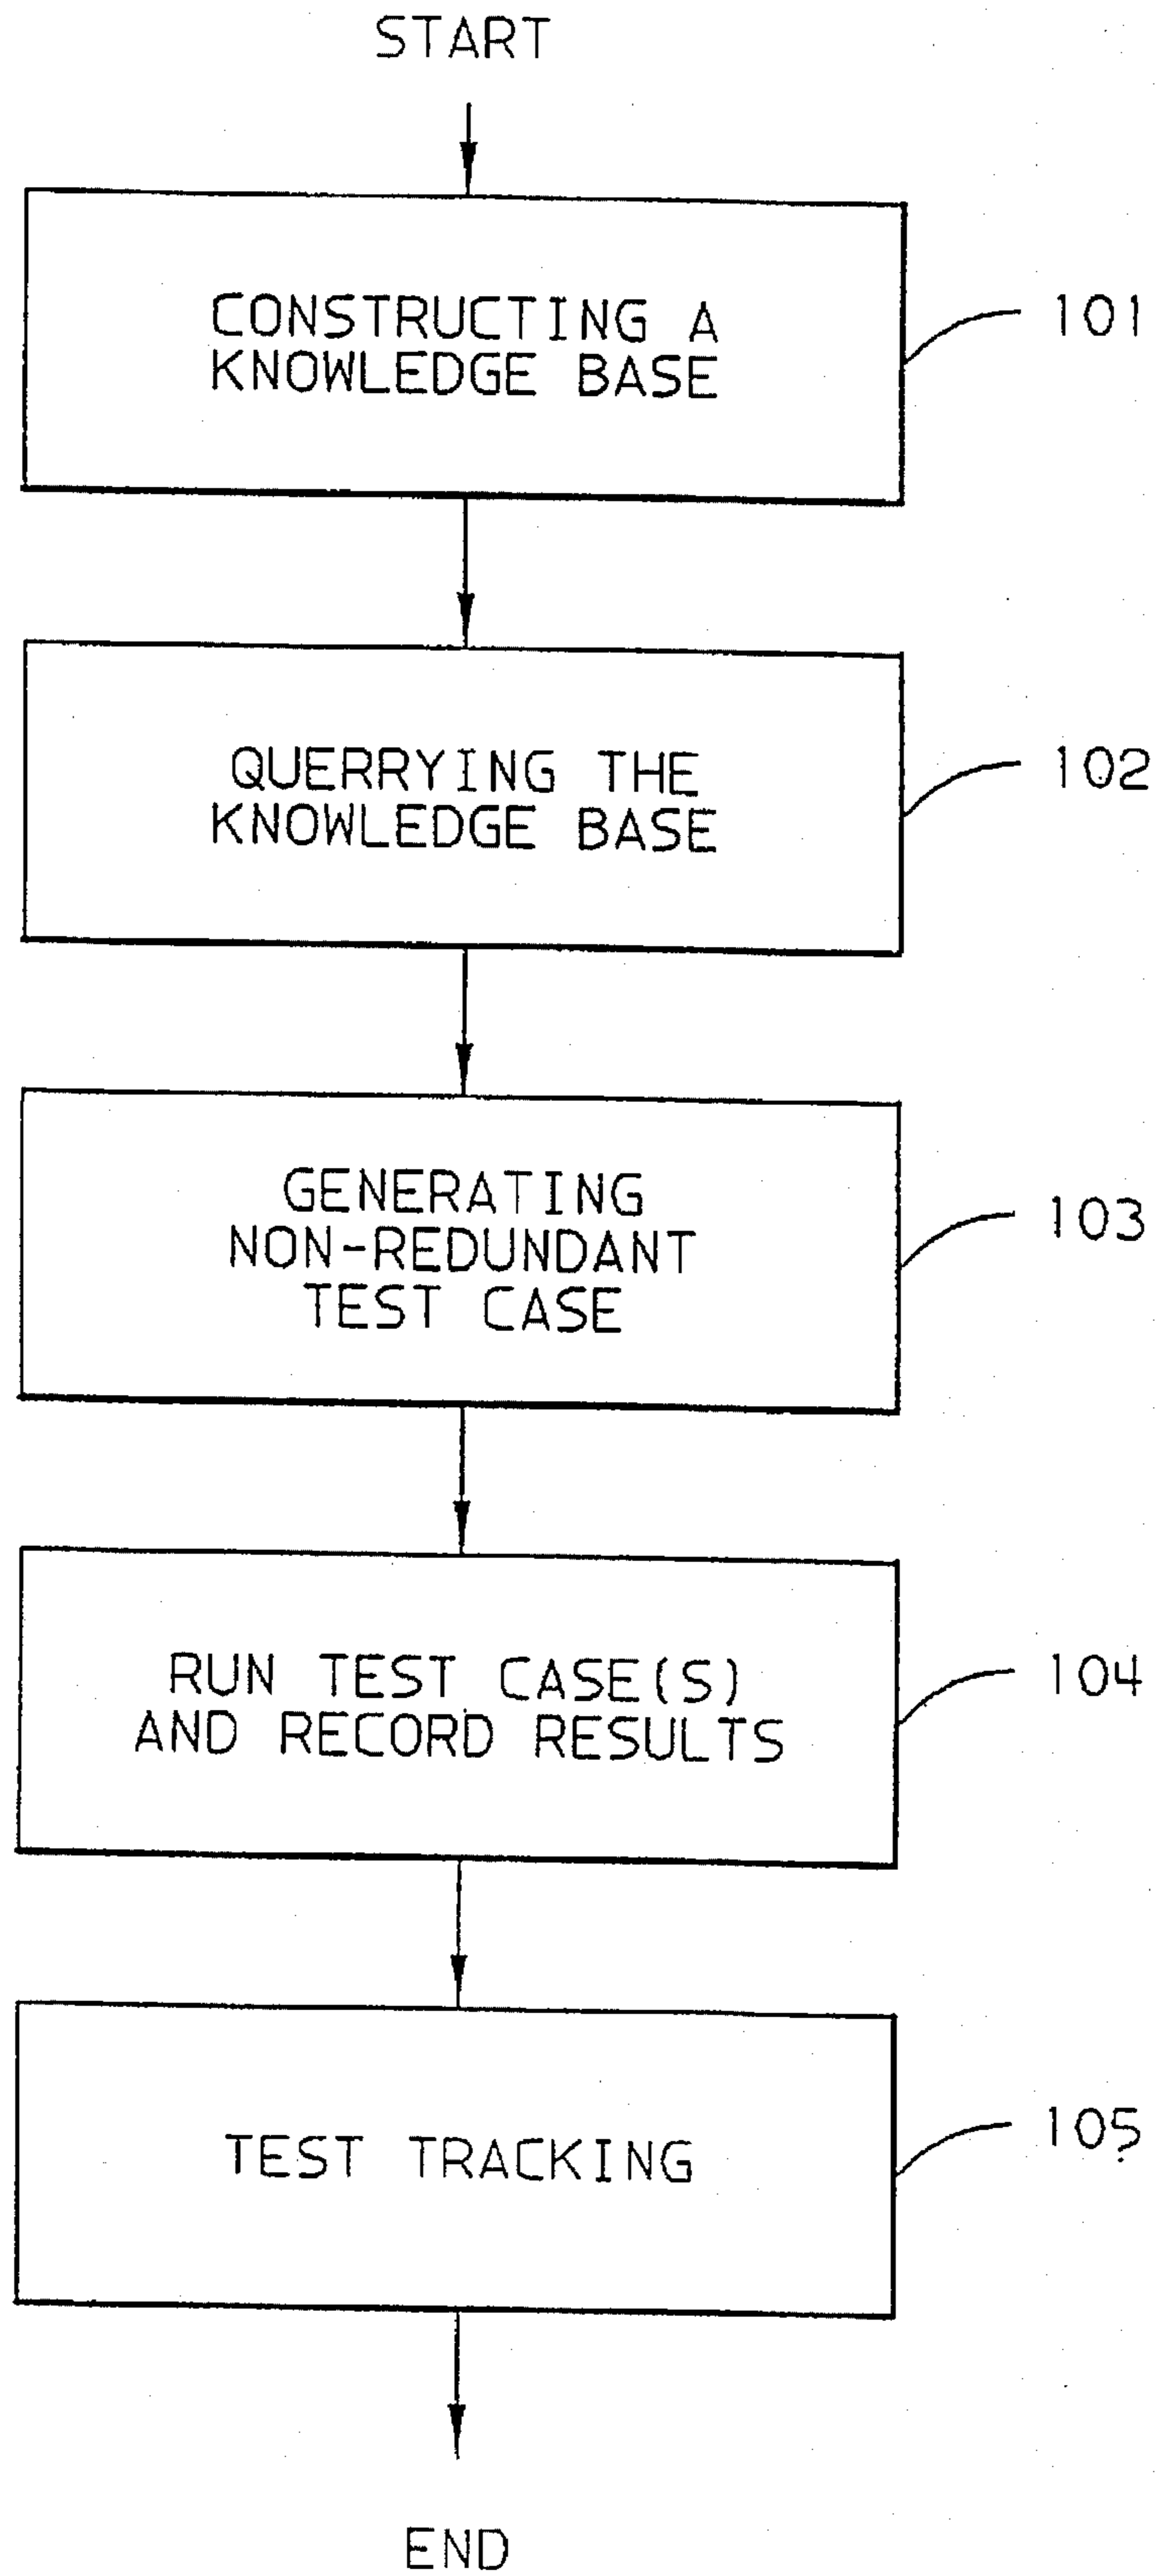 START
CONSTRUCTING A
KNOWLEDGE BASE
101
QUERRYING THE
KNOWLEDGE BASE
102
GENERATING
NON-REDUNDANT
TEST CASE
103
RUN TEST CASE(S)
AND RECORD RESULTS
104
TEST TRACKING
105
END